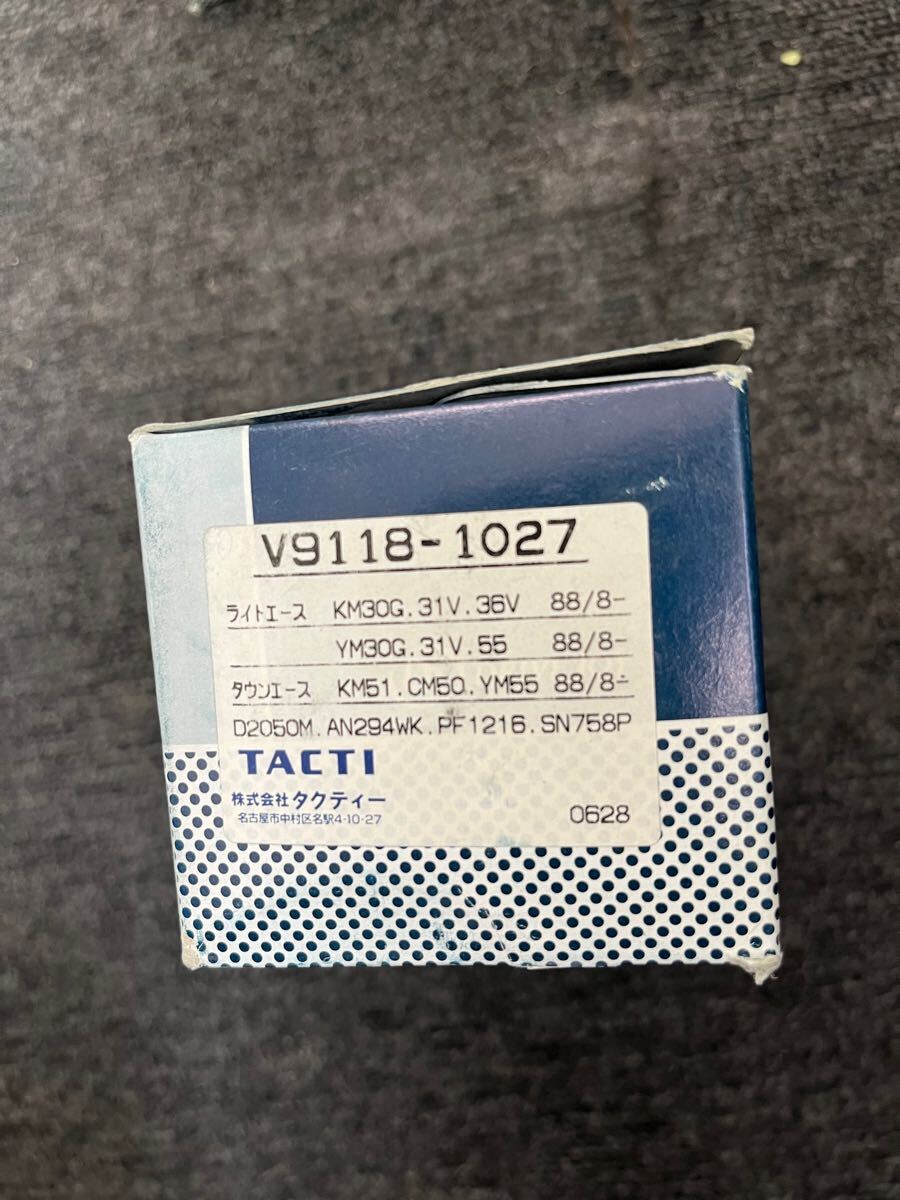 V9118-1027
ライトエース KM30G.31V.36V 88/8-
YM30G.31V.55 88/8-
タウンエース KM51.CM50.YM55 88/8-
D2050M.AN294WK.PF1216.SN758P
TACTI
株式会社タクティー
名古屋市中村区名駅4-10-27
0628